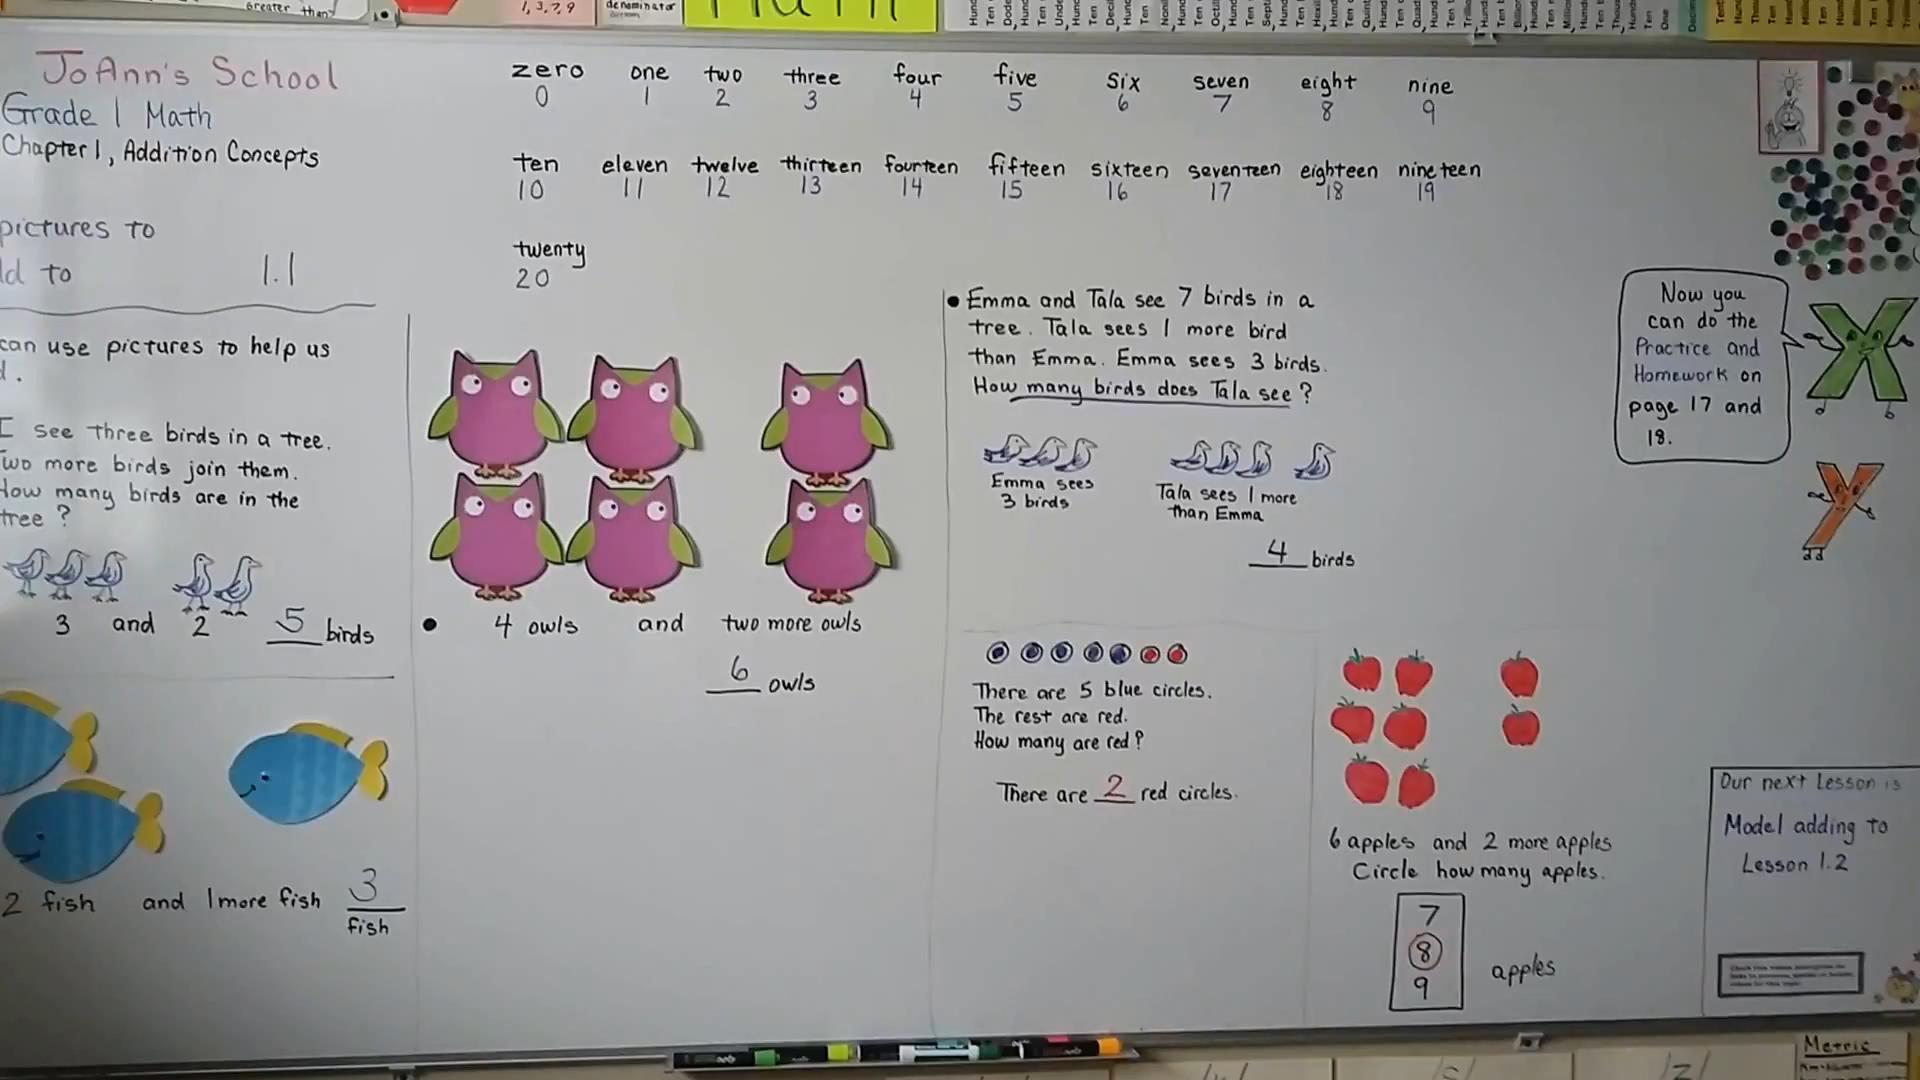 Greater than
1, 3, 7, 9
denominator
Math
JoAnn's School
Grade 1 Math
Chapter 1, Addition Concepts
pictures to
ld to 1.1
zero one two three four five six seven eight nine
0 1 2 3 4 5 6 7 8 9
ten eleven twelve thirteen fourteen fifteen sixteen seventeen eighteen nineteen
10 11 12 13 14 15 16 17 18 19
twenty
20
can use pictures to help us
d.
I see three birds in a tree.
Two more birds join them.
How many birds are in the
tree?
3 and 2 5 birds
2 fish and 1 more fish 3
fish
• 4 owls and two more owls
6 owls
• Emma and Tala see 7 birds in a
tree. Tala sees 1 more bird
than Emma. Emma sees 3 birds.
How many birds does Tala see?
Emma sees
3 birds
Tala sees 1 more
than Emma
4 birds
There are 5 blue circles.
The rest are red.
How many are red?
There are 2 red circles.
6 apples and 2 more apples
Circle how many apples.
7
8
9
apples
Now you
can do the
Practice and
Homework on
page 17 and
18.
X
Y
Our next Lesson is
Model adding to
Lesson 1.2
Metric